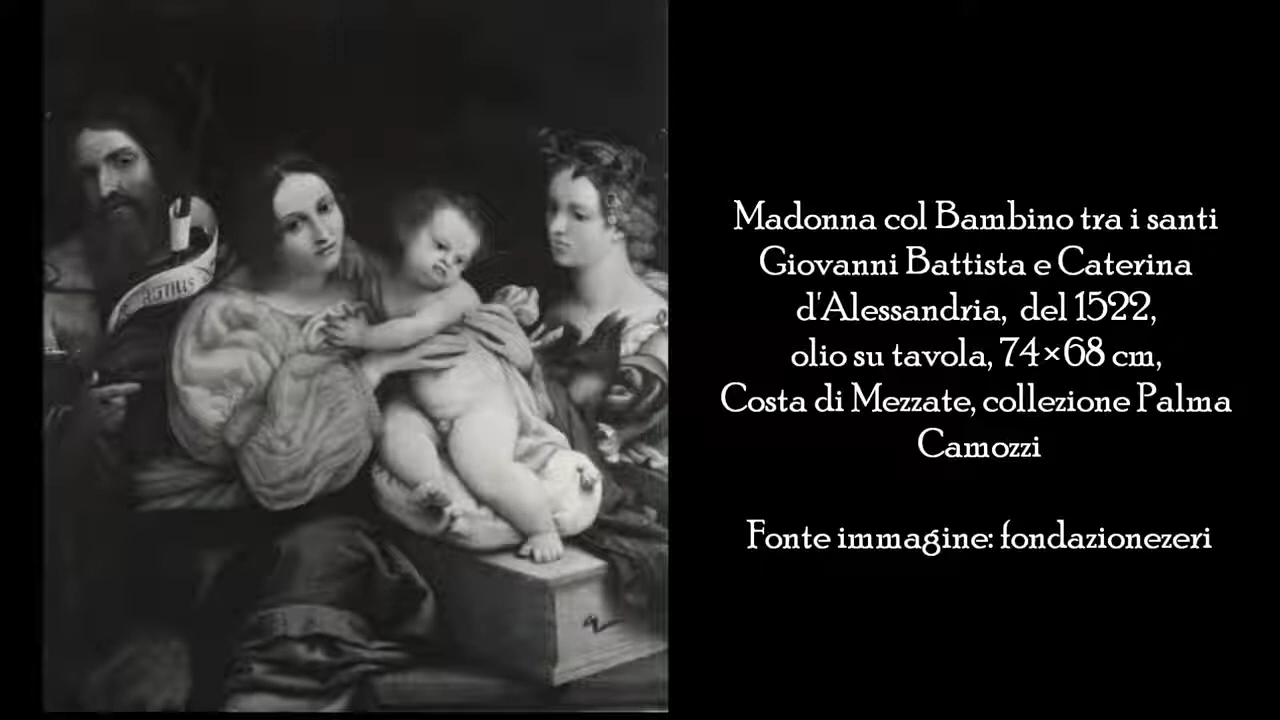 Madonna col Bambino tra i santi
Giovanni Battista e Caterina
d'Alessandria, del 1522,
olio su tavola, 74×68 cm,
Costa di Mezzate, collezione Palma
Camozzi
Fonte immagine: fondazionezeri